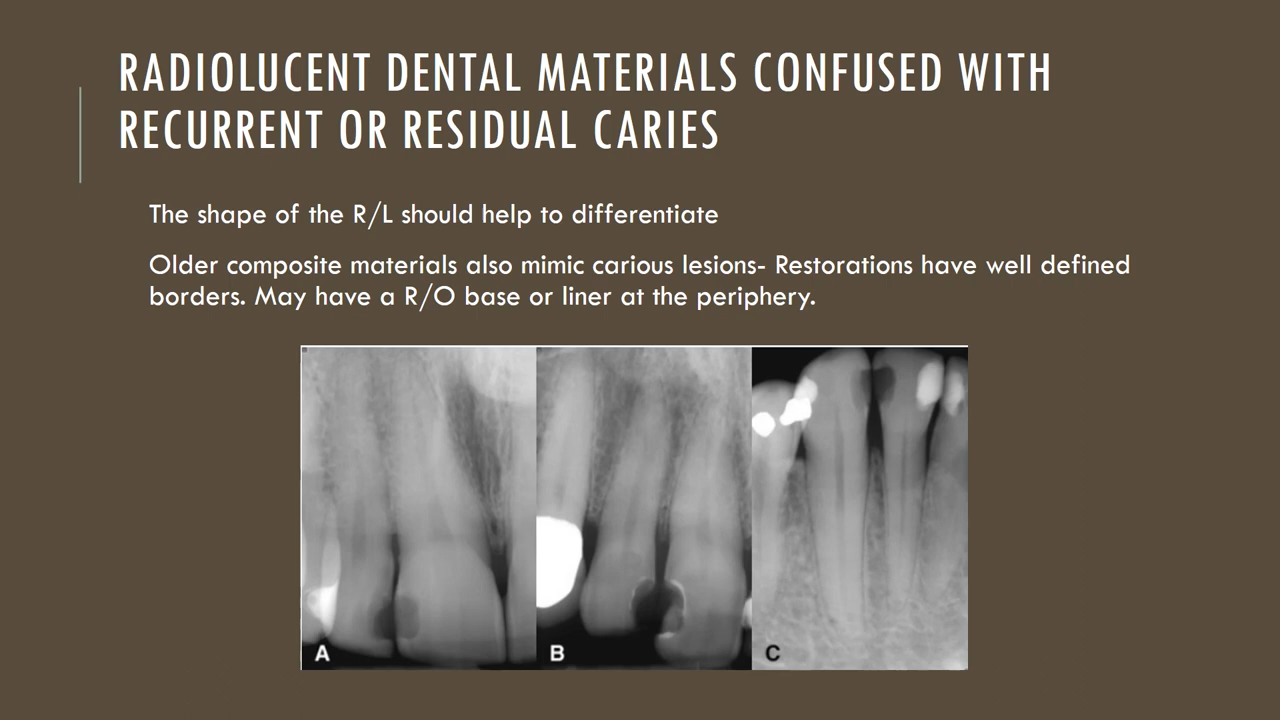 RADIOLUCENT DENTAL MATERIALS CONFUSED WITH
RECURRENT OR RESIDUAL CARIES
The shape of the R/L should help to differentiate
Older composite materials also mimic carious lesions- Restorations have well defined
borders. May have a R/O base or liner at the periphery.
A
B
C